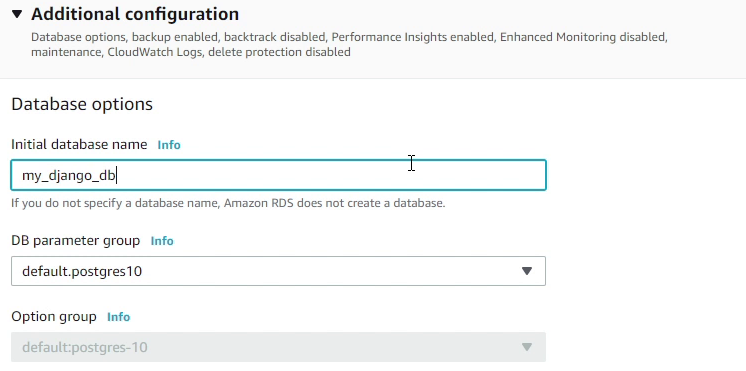 Additional configuration
Database options, backup enabled, backtrack disabled, Performance Insights enabled, Enhanced Monitoring disabled,
maintenance, CloudWatch Logs, delete protection disabled
Database options
Initial database name Info
my_django_db
If you do not specify a database name, Amazon RDS does not create a database.
DB parameter group Info
default.postgres10
Option group Info
default:postgres-10